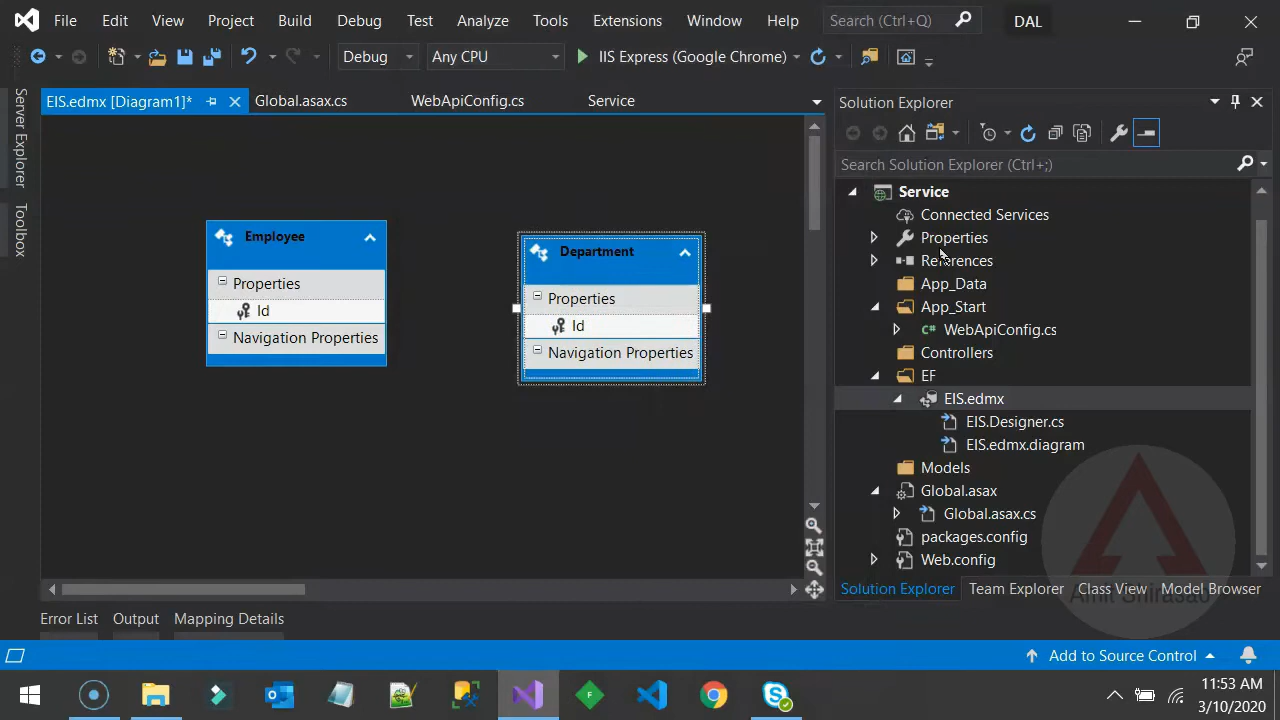 File Edit View Project Build Debug Test Analyze Tools Extensions Window Help Search (Ctrl+Q) DAL
Debug Any CPU IIS Express (Google Chrome)
Server Explorer
Toolbox
EIS.edmx [Diagram1]* Global.asax.cs WebApiConfig.cs Service
Employee
Properties
Id
Navigation Properties
Department
Properties
Id
Navigation Properties
Solution Explorer
Search Solution Explorer (Ctrl+;)
Service
Connected Services
Properties
References
App_Data
App_Start
C# WebApiConfig.cs
Controllers
EF
EIS.edmx
EIS.Designer.cs
EIS.edmx.diagram
Models
Global.asax
Global.asax.cs
packages.config
Web.config
Amit Shirasao
Solution Explorer Team Explorer Class View Model Browser
Error List Output Mapping Details
Add to Source Control
11:53 AM
3/10/2020